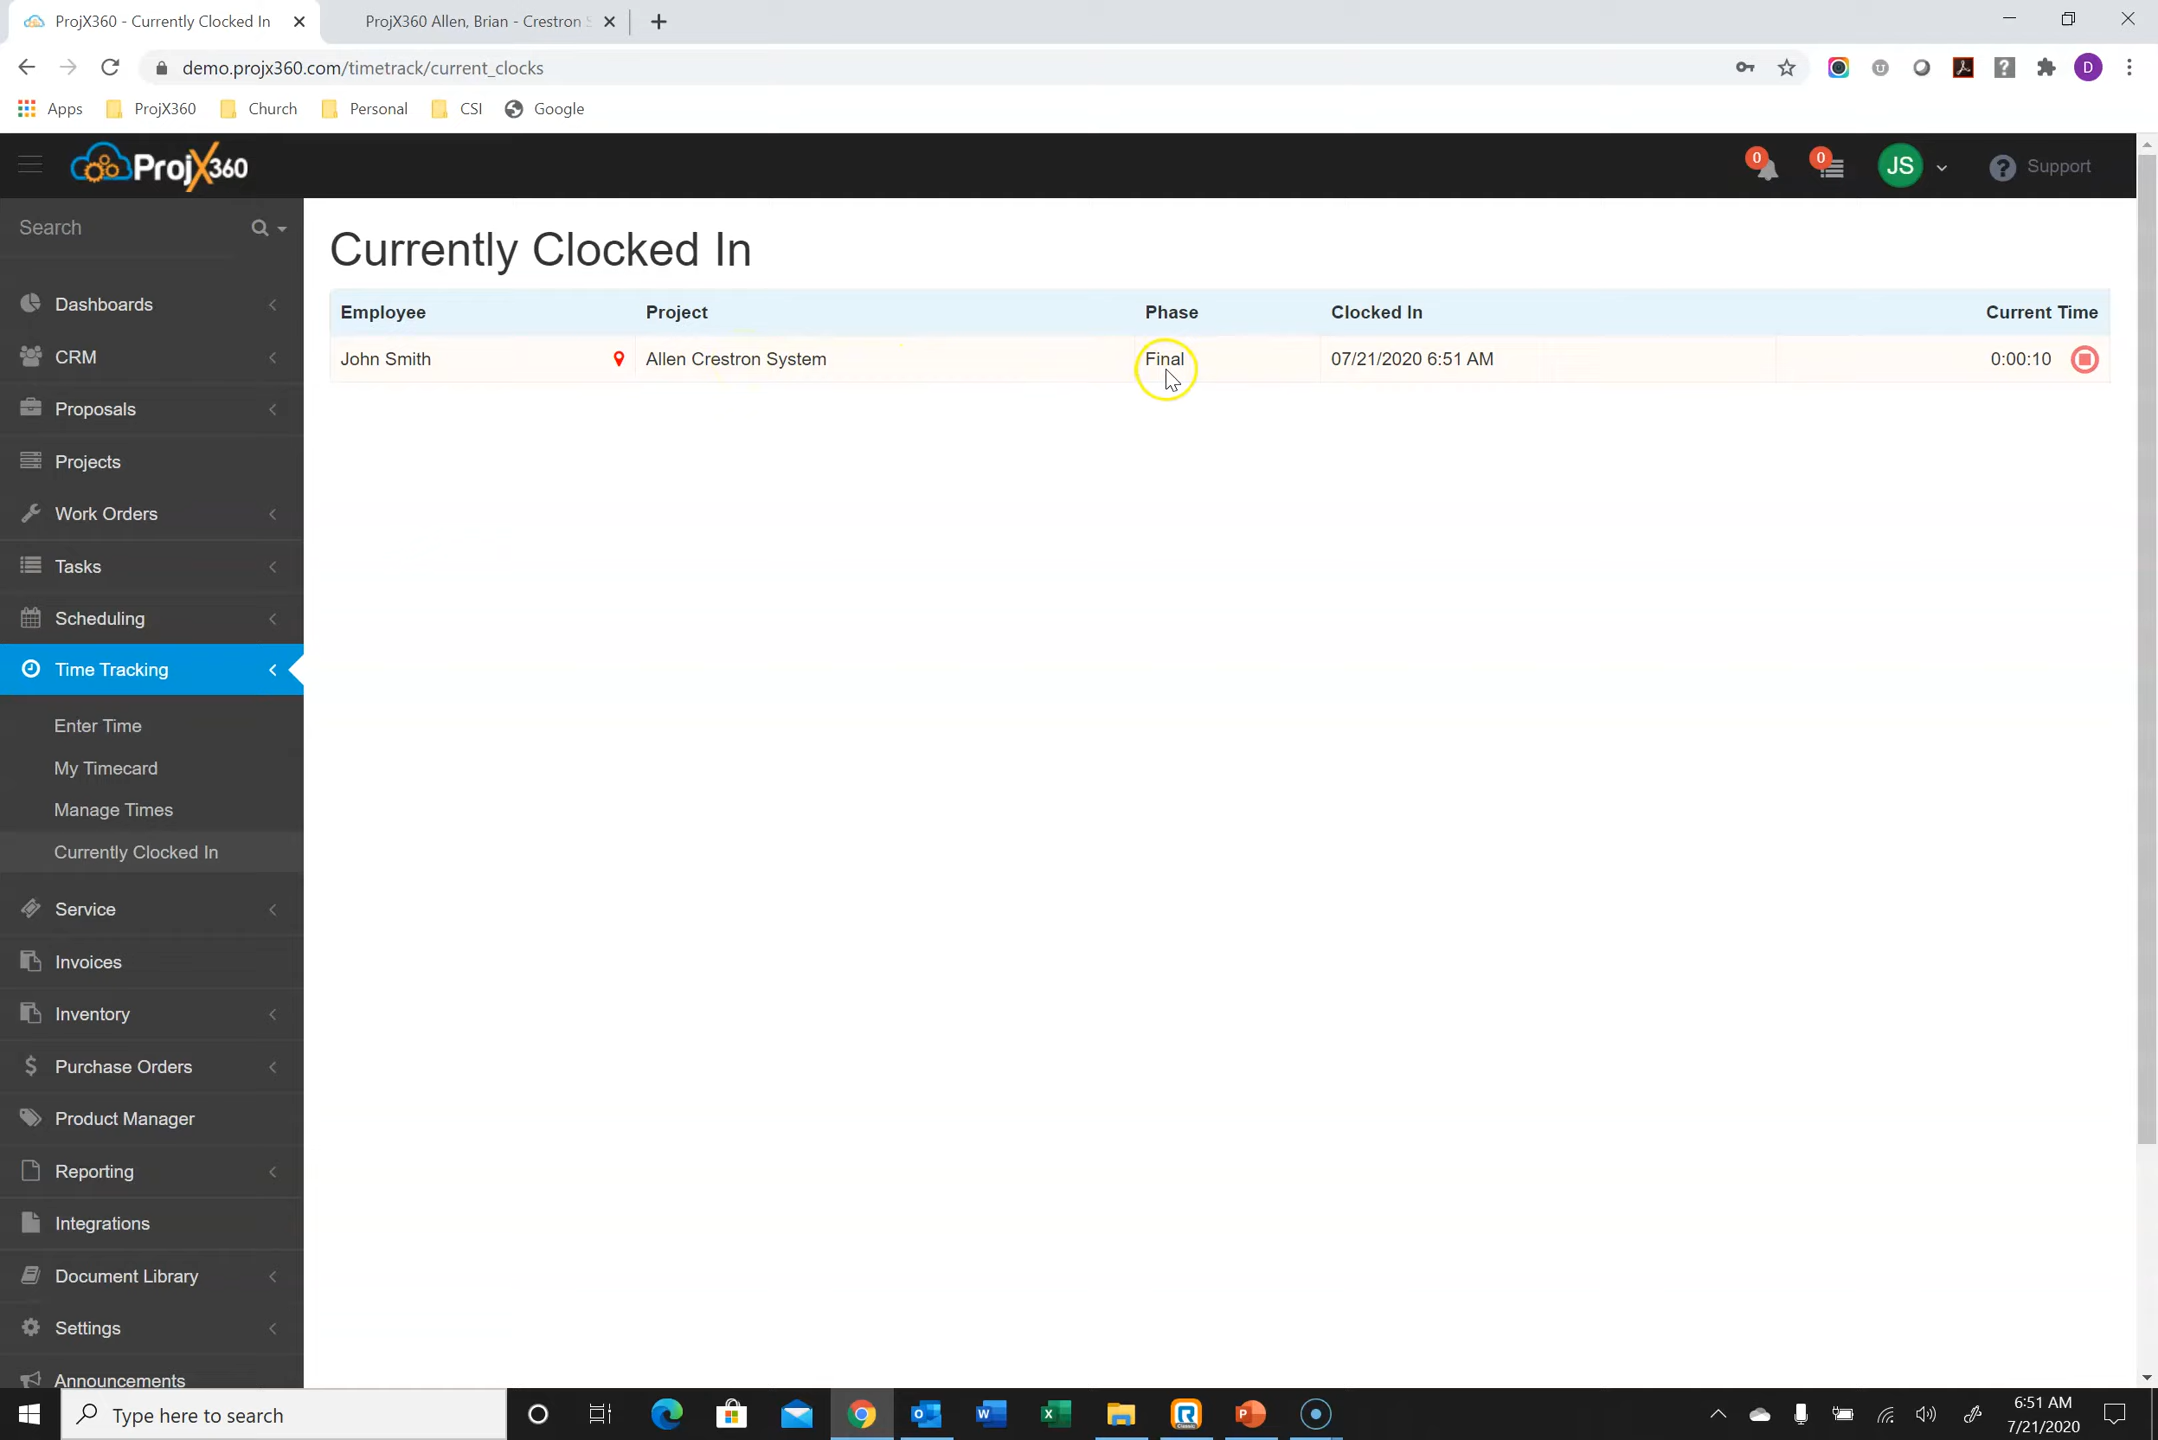 ProjX360 - Currently Clocked In
ProjX360 Allen, Brian - Crestron S
demo.projx360.com/timetrack/current_clocks
D
Apps
ProjX360
Church
Personal
CSI
Google
ProjX360
0
0
JS
Support
Search
Currently Clocked In
Employee Project Phase Clocked In Current Time
John Smith Allen Crestron System Final 07/21/2020 6:51 AM 0:00:10
Dashboards
CRM
Proposals
Projects
Work Orders
Tasks
Scheduling
Time Tracking
Enter Time
My Timecard
Manage Times
Currently Clocked In
Service
Invoices
Inventory
Purchase Orders
Product Manager
Reporting
Integrations
Document Library
Settings
Announcements
Type here to search
6:51 AM
7/21/2020